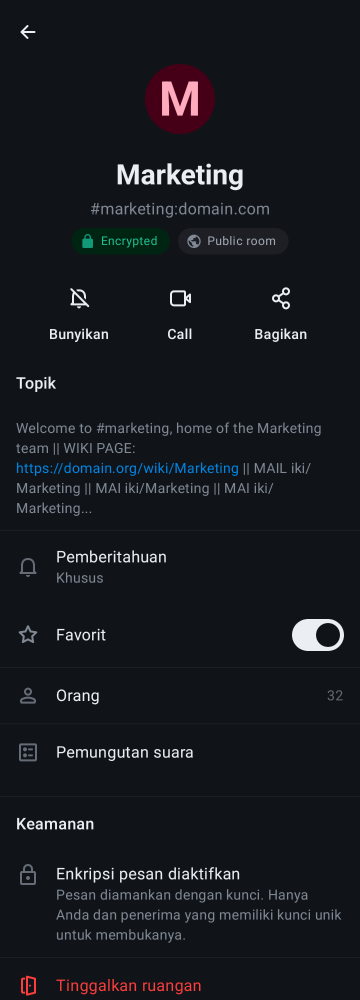 M
Marketing
#marketing:domain.com
Encrypted
Public room
Bunyikan
Call
Bagikan
Topik
Welcome to #marketing, home of the Marketing
team || WIKI PAGE:
https://domain.org/wiki/Marketing || MAIL iki/
Marketing || MAI iki/Marketing || MAI iki/
Marketing...
Pemberitahuan
Khusus
Favorit
Orang
32
Pemungutan suara
Keamanan
Enkripsi pesan diaktifkan
Pesan diamankan dengan kunci. Hanya
Anda dan penerima yang memiliki kunci unik
untuk membukanya.
Tinggalkan ruangan